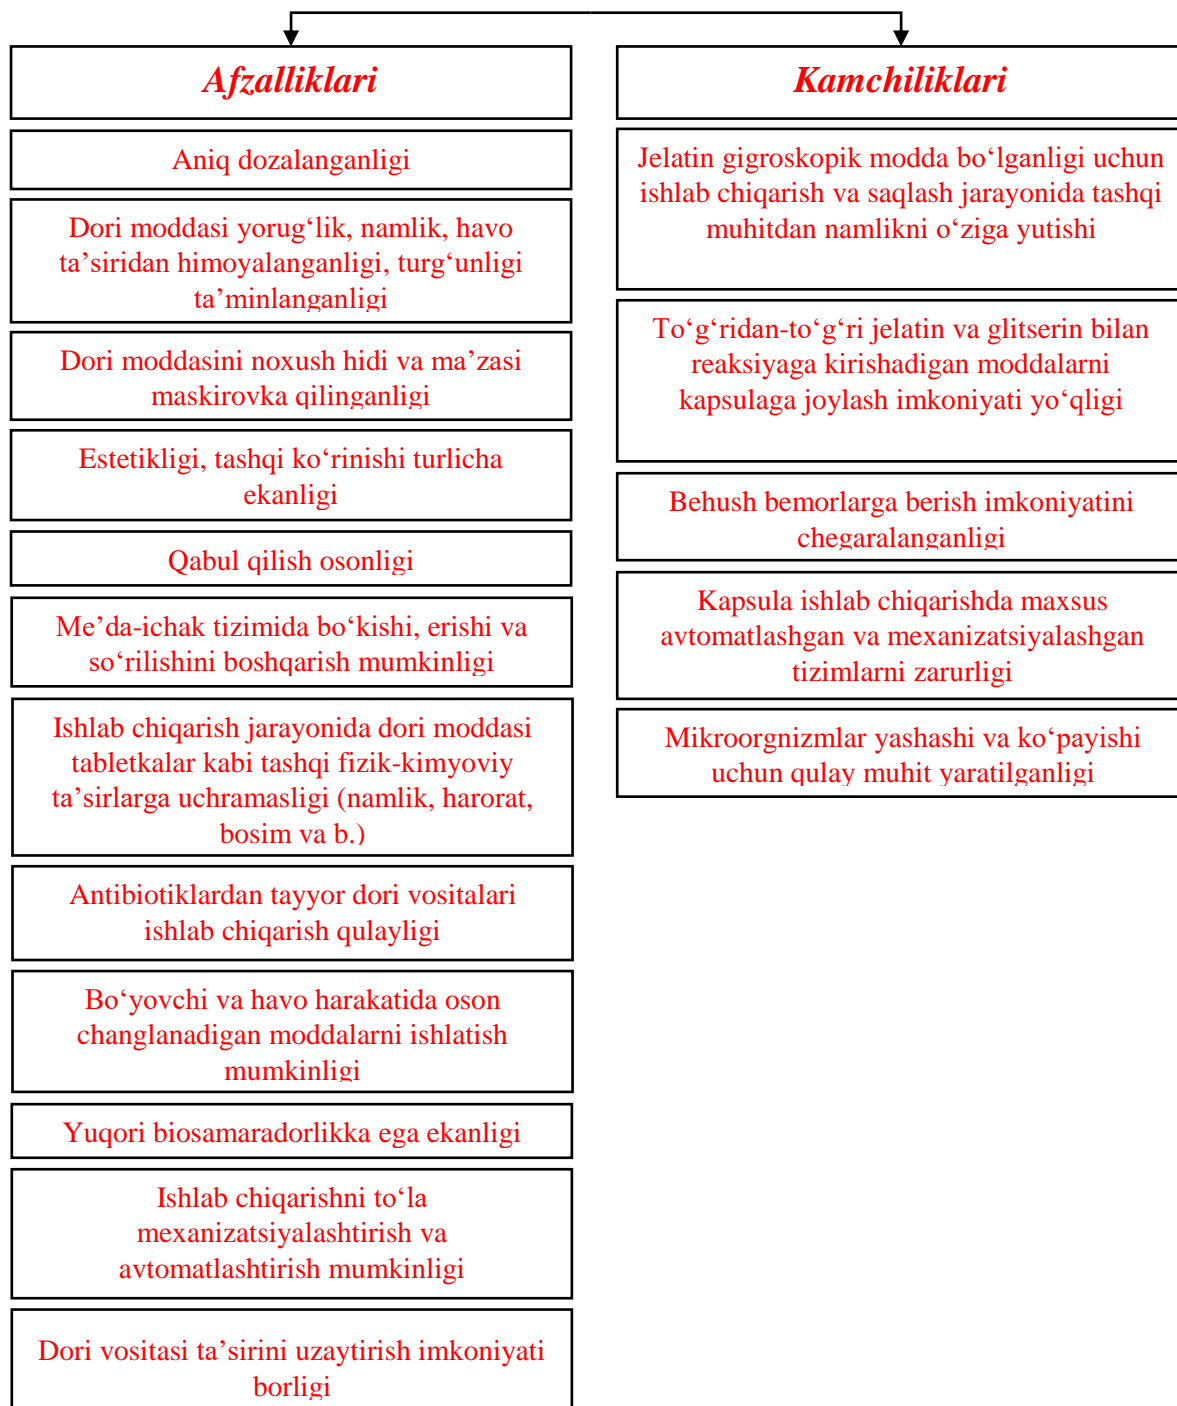 Afzalliklari
Aniq dozalanganligi
Dori moddasi yorug‘lik, namlik, havo
ta’siridan himoyalanganligi, turg‘unligi
ta’minlanganligi
Dori moddasini noxush hidi va ma’zasi
maskirovka qilinganligi
Estetikligi, tashqi ko‘rinishi turlicha
ekanligi
Qabul qilish osonligi
Me’da-ichak tizimida bo‘kishi, erishi va
so‘rilishini boshqarish mumkinligi
Ishlab chiqarish jarayonida dori moddasi
tabletkalar kabi tashqi fizik-kimyoviy
ta’sirlarga uchramasligi (namlik, harorat,
bosim va b.)
Antibiotiklardan tayyor dori vositalari
ishlab chiqarish qulayligi
Bo‘yovchi va havo harakatida oson
changlanadigan moddalarni ishlatish
mumkinligi
Yuqori biosamaradorlikka ega ekanligi
Ishlab chiqarishni to‘la
mexanizatsiyalashtirish va
avtomatlashtirish mumkinligi
Dori vositasi ta’sirini uzaytirish imkoniyati
borligi
Kamchiliklari
Jelatin gigroskopik modda bo‘lganligi uchun
ishlab chiqarish va saqlash jarayonida tashqi
muhitdan namlikni o‘ziga yutishi
To‘g‘ridan-to‘g‘ri jelatin va glitserin bilan
reaksiyaga kirishadigan moddalarni
kapsulaga joylash imkoniyati yo‘qligi
Behush bemorlarga berish imkoniyatini
chegaralanganligi
Kapsula ishlab chiqarishda maxsus
avtomatlashgan va mexanizatsiyalashgan
tizimlarni zarurligi
Mikroorgnizmlar yashashi va ko‘payishi
uchun qulay muhit yaratilganligi